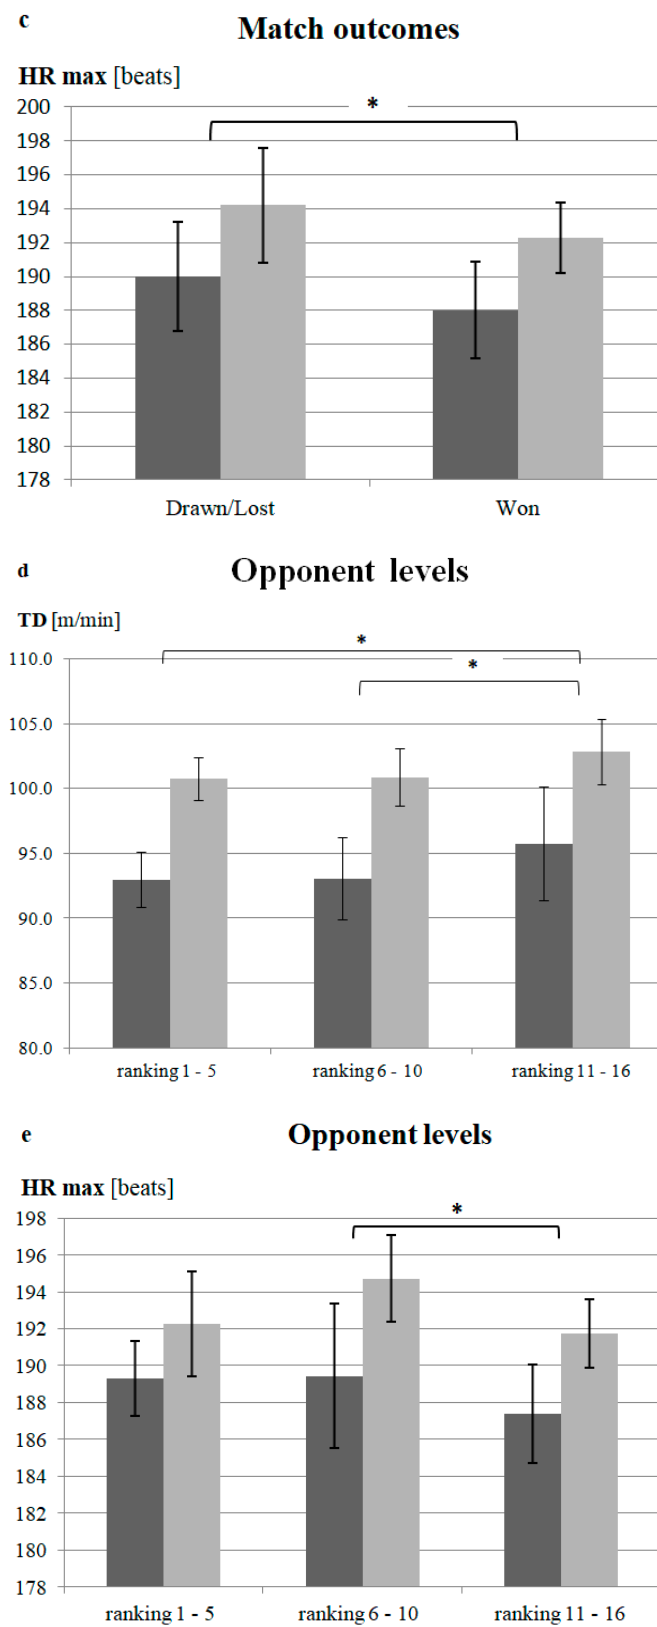 c
Match outcomes
HR max [beats]
*
200
198
196
194
192
190
188
186
184
182
180
178
Drawn/Lost Won
d
Opponent levels
TD [m/min]
*
*
110.0
105.0
100.0
95.0
90.0
85.0
80.0
ranking 1 - 5 ranking 6 - 10 ranking 11 - 16
e
Opponent levels
HR max [beats]
*
198
196
194
192
190
188
186
184
182
180
178
ranking 1 - 5 ranking 6 - 10 ranking 11 - 16